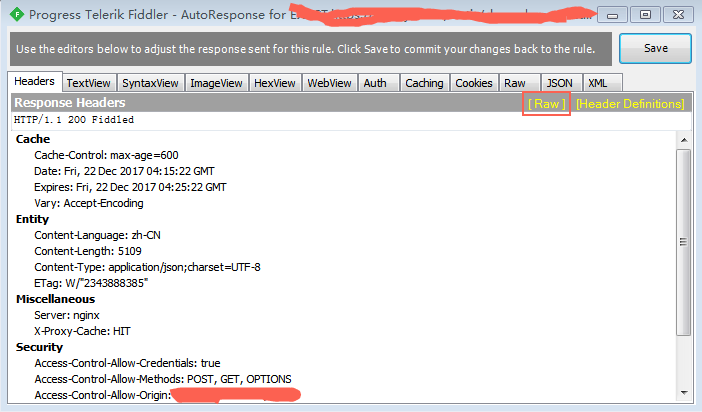 Progress Telerik Fiddler - AutoResponse for
Use the editors below to adjust the response sent for this rule. Click Save to commit your changes back to the rule.
Save
Headers TextView SyntaxView ImageView HexView WebView Auth Caching Cookies Raw JSON XML
Response Headers [ Raw ] [Header Definitions]
HTTP/1.1 200 Fiddled
Cache
Cache-Control: max-age=600
Date: Fri, 22 Dec 2017 04:15:22 GMT
Expires: Fri, 22 Dec 2017 04:25:22 GMT
Vary: Accept-Encoding
Entity
Content-Language: zh-CN
Content-Length: 5109
Content-Type: application/json;charset=UTF-8
ETag: W/"2343888385"
Miscellaneous
Server: nginx
X-Proxy-Cache: HIT
Security
Access-Control-Allow-Credentials: true
Access-Control-Allow-Methods: POST, GET, OPTIONS
Access-Control-Allow-Origin: